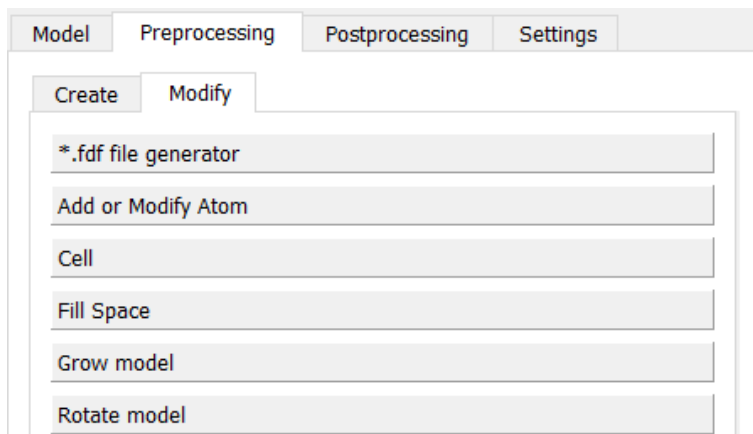 Model Preprocessing Postprocessing Settings
Create Modify
*.fdf file generator
Add or Modify Atom
Cell
Fill Space
Grow model
Rotate model